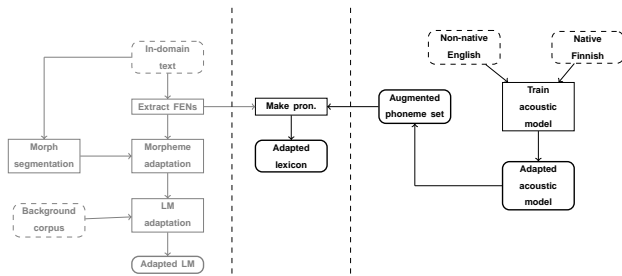 In-domain
text
Extract FENs
Morph
segmentation
Morpheme
adaptation
Background
corpus
LM
adaptation
Adapted LM
Make pron.
Adapted
lexicon
Non-native
English
Native
Finnish
Augmented
phoneme set
Train
acoustic
model
Adapted
acoustic
model